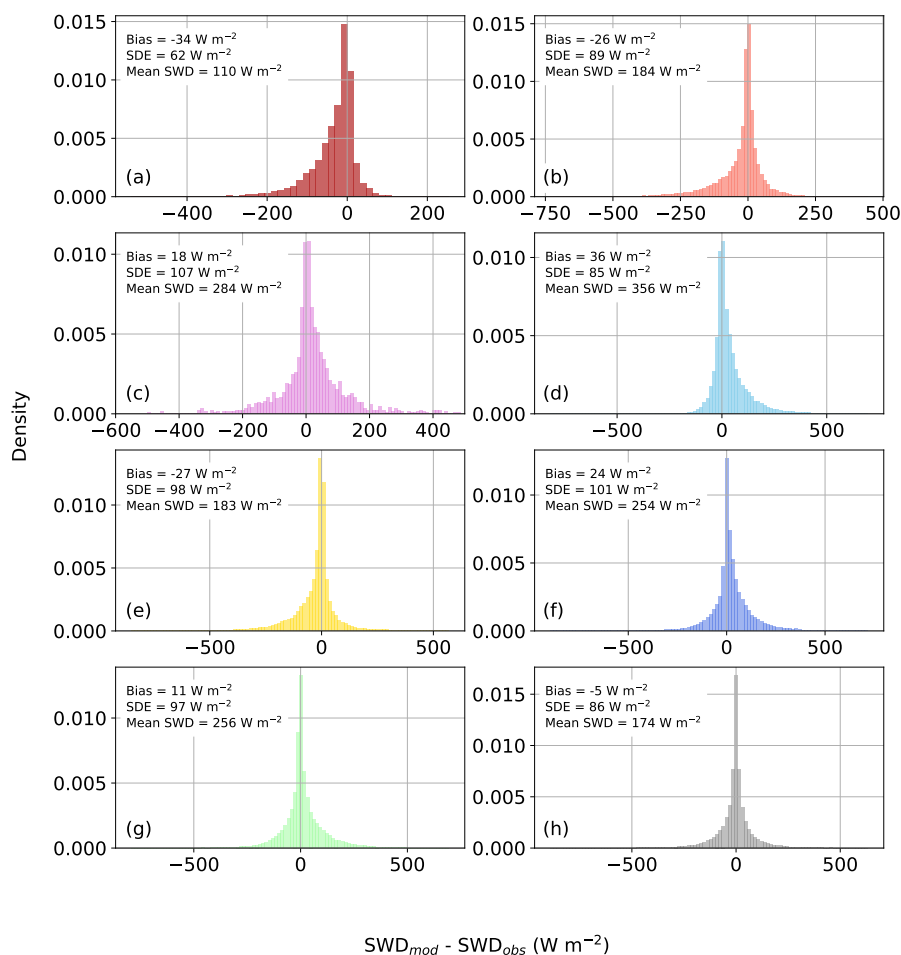 Bias = -34 W m⁻²
SDE = 62 W m⁻²
Mean SWD = 110 W m⁻²
0.015
0.010
0.005
0.000
(a)
−400
−200
0
200
Bias = -26 W m⁻²
SDE = 89 W m⁻²
Mean SWD = 184 W m⁻²
0.015
0.010
0.005
0.000
(b)
−750
−500
−250
0
250
500
Bias = 18 W m⁻²
SDE = 107 W m⁻²
Mean SWD = 284 W m⁻²
0.010
0.005
0.000
(c)
−600
−400
−200
0
200
400
Bias = 36 W m⁻²
SDE = 85 W m⁻²
Mean SWD = 356 W m⁻²
0.010
0.005
0.000
(d)
−500
0
500
Density
Bias = -27 W m⁻²
SDE = 98 W m⁻²
Mean SWD = 183 W m⁻²
0.010
0.005
0.000
(e)
−500
0
500
Bias = 24 W m⁻²
SDE = 101 W m⁻²
Mean SWD = 254 W m⁻²
0.010
0.005
0.000
(f)
−500
0
500
Bias = 11 W m⁻²
SDE = 97 W m⁻²
Mean SWD = 256 W m⁻²
0.010
0.005
0.000
(g)
−500
0
500
Bias = -5 W m⁻²
SDE = 86 W m⁻²
Mean SWD = 174 W m⁻²
0.015
0.010
0.005
0.000
(h)
−500
0
500
SWD_mod - SWD_obs (W m⁻²)